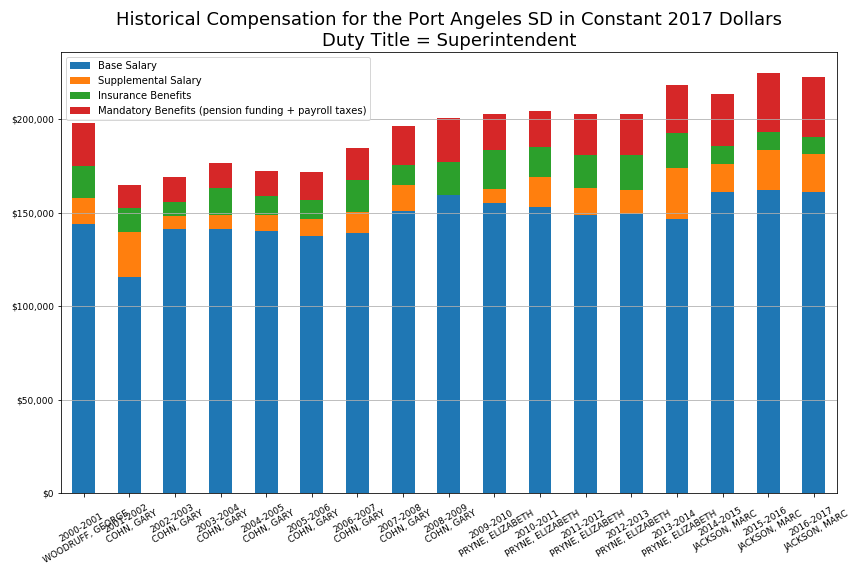 Historical Compensation for the Port Angeles SD in Constant 2017 Dollars
Duty Title = Superintendent
Base Salary
Supplemental Salary
Insurance Benefits
Mandatory Benefits (pension funding + payroll taxes)
$200,000
$150,000
$100,000
$50,000
$0
2000-2001
WOODRUFF, GEORGE
2001-2002
COHN, GARY
2002-2003
COHN, GARY
2003-2004
COHN, GARY
2004-2005
COHN, GARY
2005-2006
COHN, GARY
2006-2007
COHN, GARY
2007-2008
COHN, GARY
2008-2009
COHN, GARY
2009-2010
PRYNE, ELIZABETH
2010-2011
PRYNE, ELIZABETH
2011-2012
PRYNE, ELIZABETH
2012-2013
PRYNE, ELIZABETH
2013-2014
PRYNE, ELIZABETH
2014-2015
JACKSON, MARC
2015-2016
JACKSON, MARC
2016-2017
JACKSON, MARC